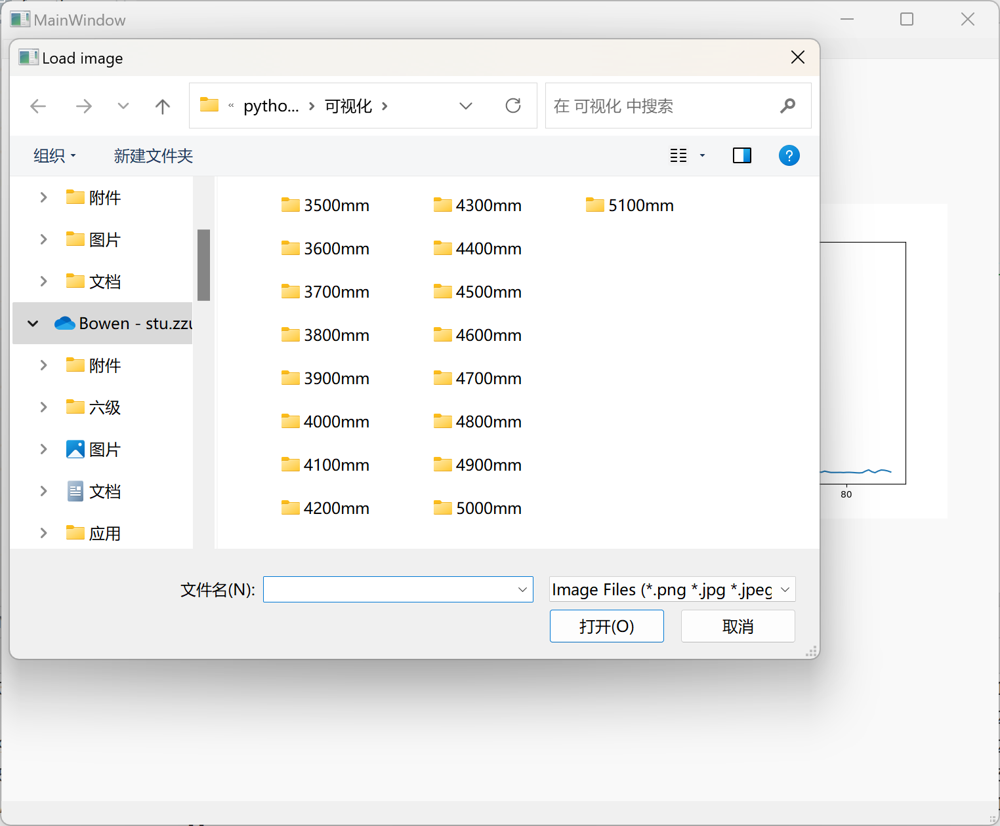 MainWindow
Load image
« pytho... > 可视化 >
在 可视化 中搜索
组织
新建文件夹
附件
图片
文档
Bowen - stu.zzu
附件
六级
图片
文档
应用
3500mm
3600mm
3700mm
3800mm
3900mm
4000mm
4100mm
4200mm
4300mm
4400mm
4500mm
4600mm
4700mm
4800mm
4900mm
5000mm
5100mm
80
文件名(N):
Image Files (*.png *.jpg *.jpeg
打开(O)
取消